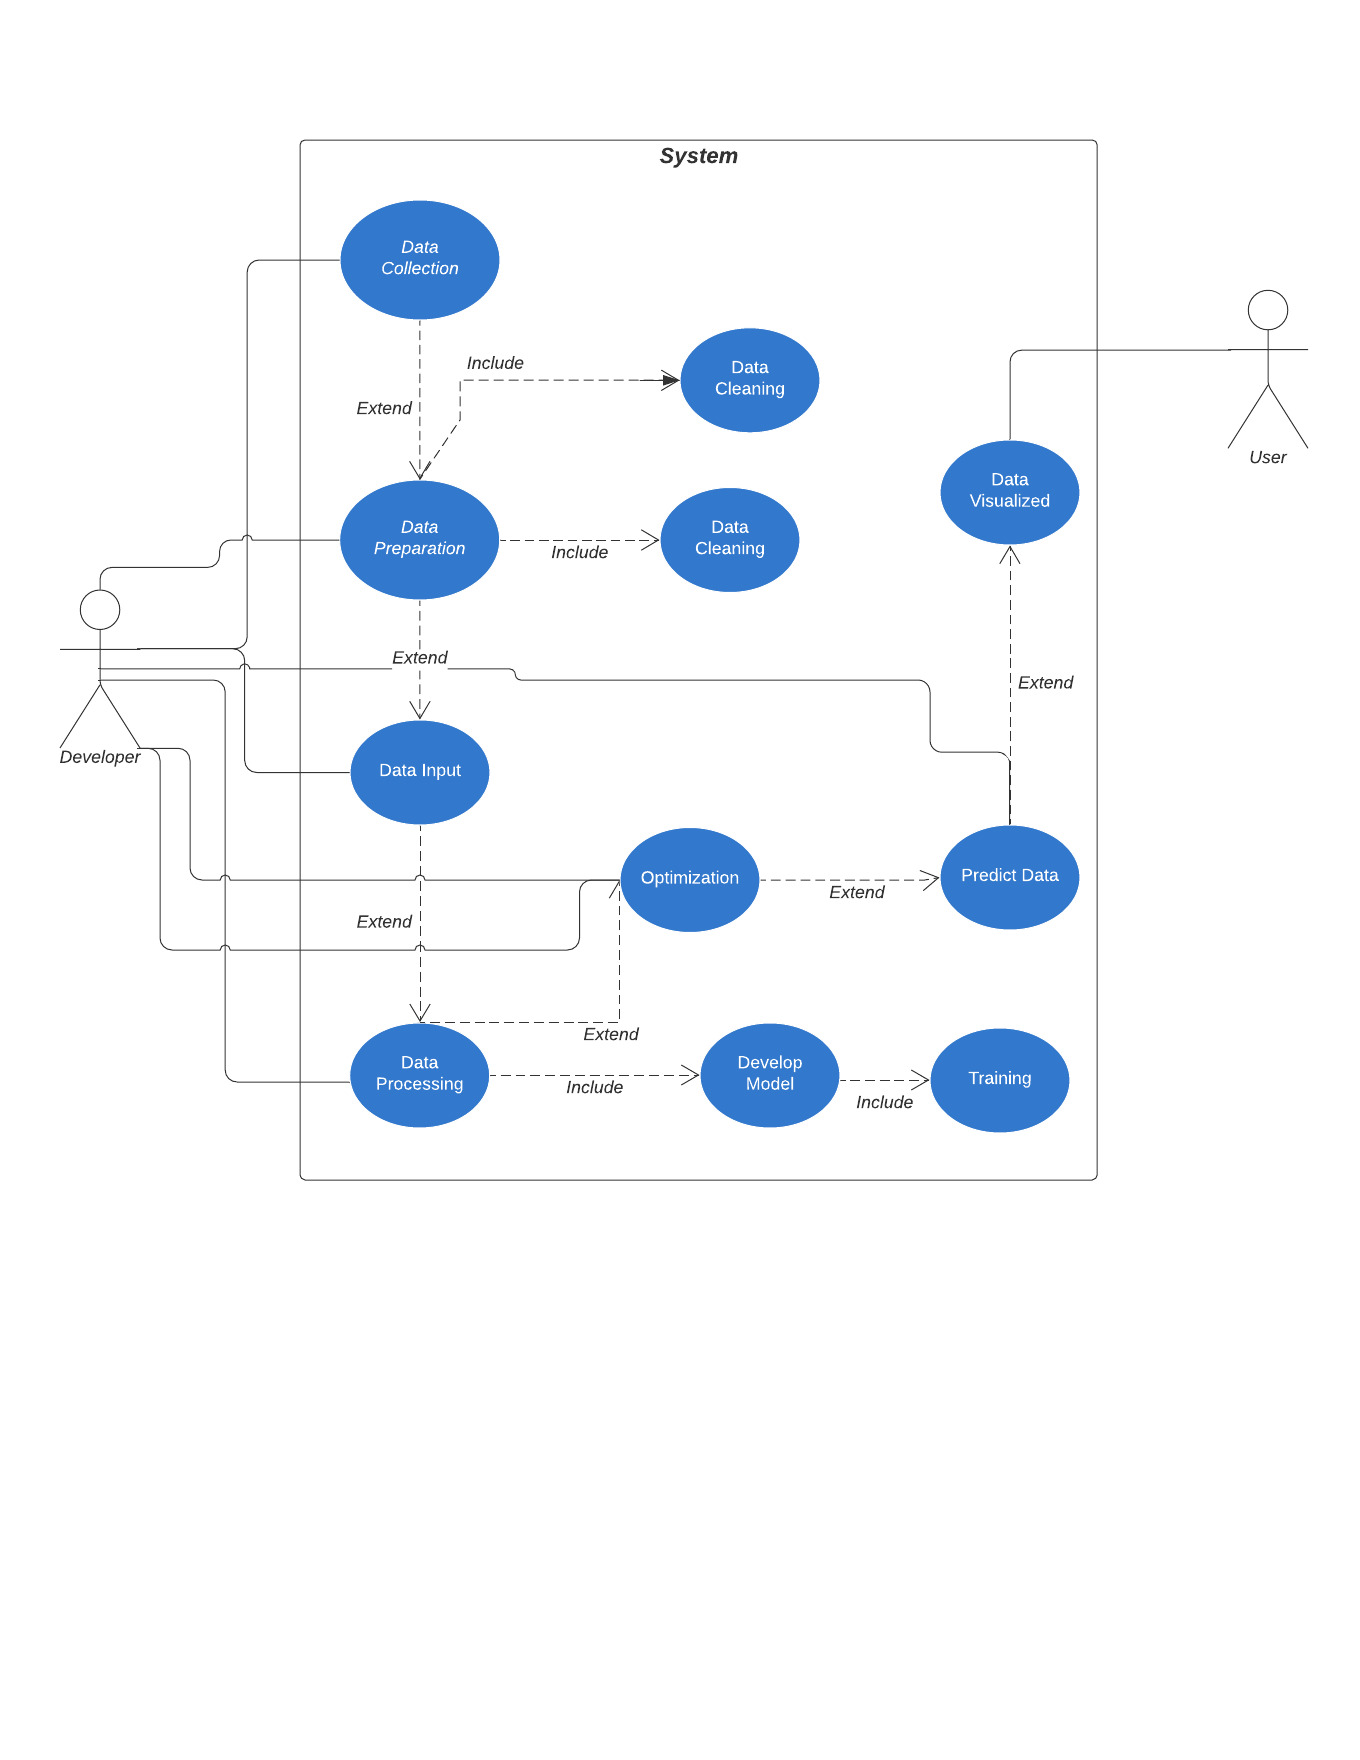 System
Data
Collection
Include
Data
Cleaning
Extend
User
Data
Visualized
Data
Preparation
Include
Data
Cleaning
Extend
Extend
Developer
Data Input
Optimization
Extend
Predict Data
Extend
Extend
Data
Processing
Include
Develop
Model
Include
Training